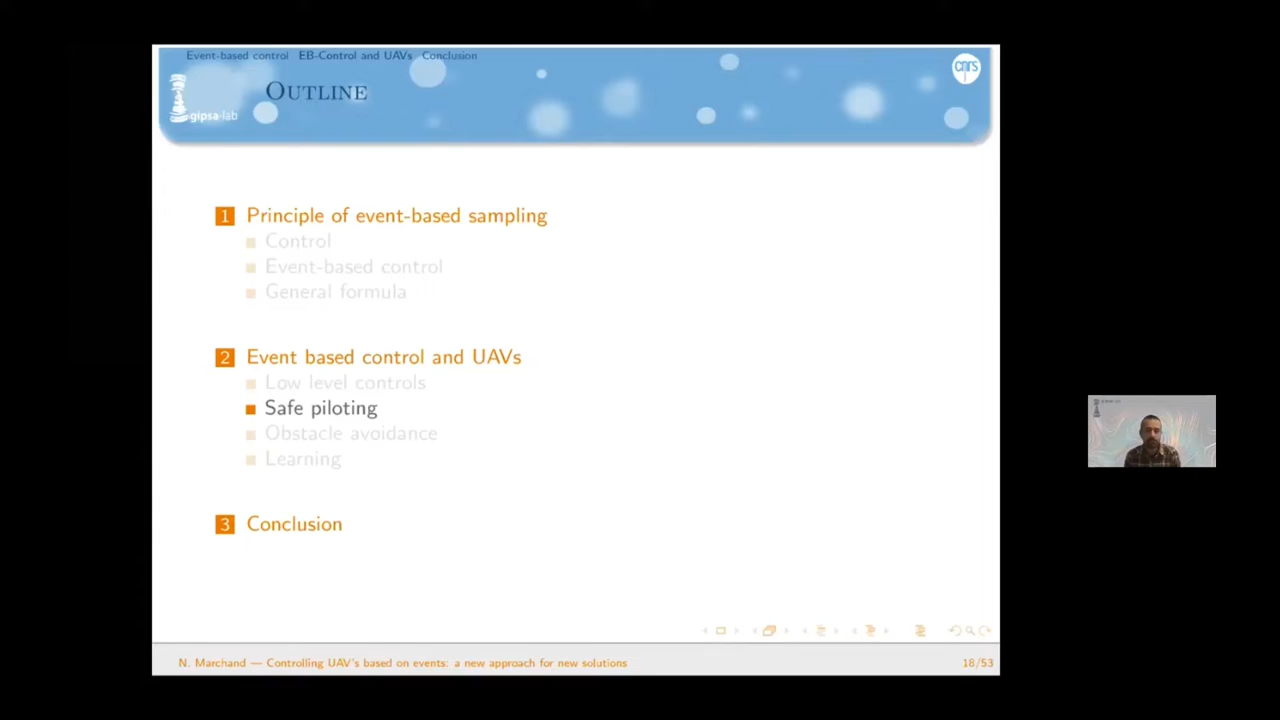 Event-based control EB-Control and UAVs Conclusion
OUTLINE
cnrs
gipsa-lab
1 Principle of event-based sampling
Control
Event-based control
General formula
2 Event based control and UAVs
Low level controls
Safe piloting
Obstacle avoidance
Learning
3 Conclusion
N. Marchand — Controlling UAV's based on events: a new approach for new solutions
18/53